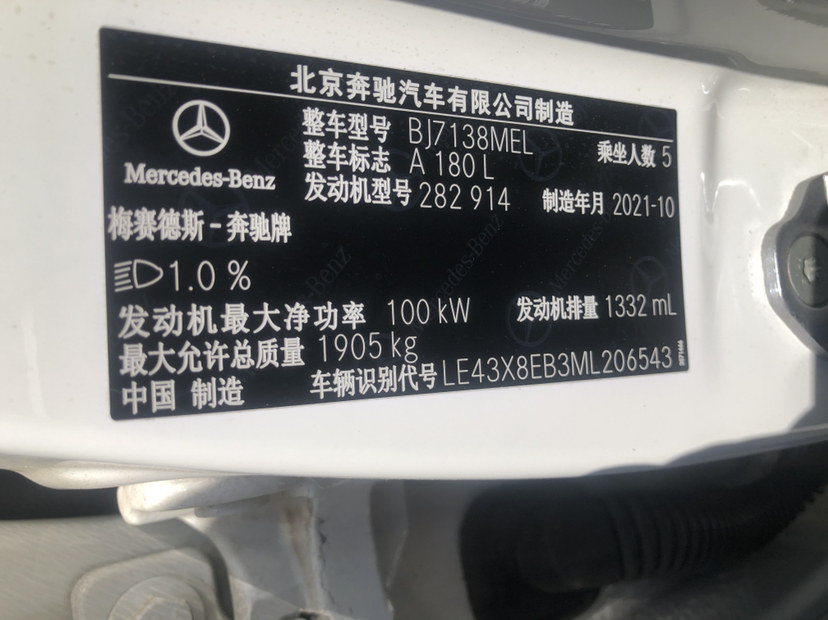 北京奔驰汽车有限公司制造
Mercedes-Benz
整车型号 BJ7138MEL 乘坐人数 5
整车标志 A 180 L
发动机型号 282 914 制造年月 2021-10
梅赛德斯-奔驰牌
1.0 %
发动机最大净功率 100 kW 发动机排量 1332 mL
最大允许总质量 1905 kg
中国 制造 车辆识别代号 LE43X8EB3ML206543